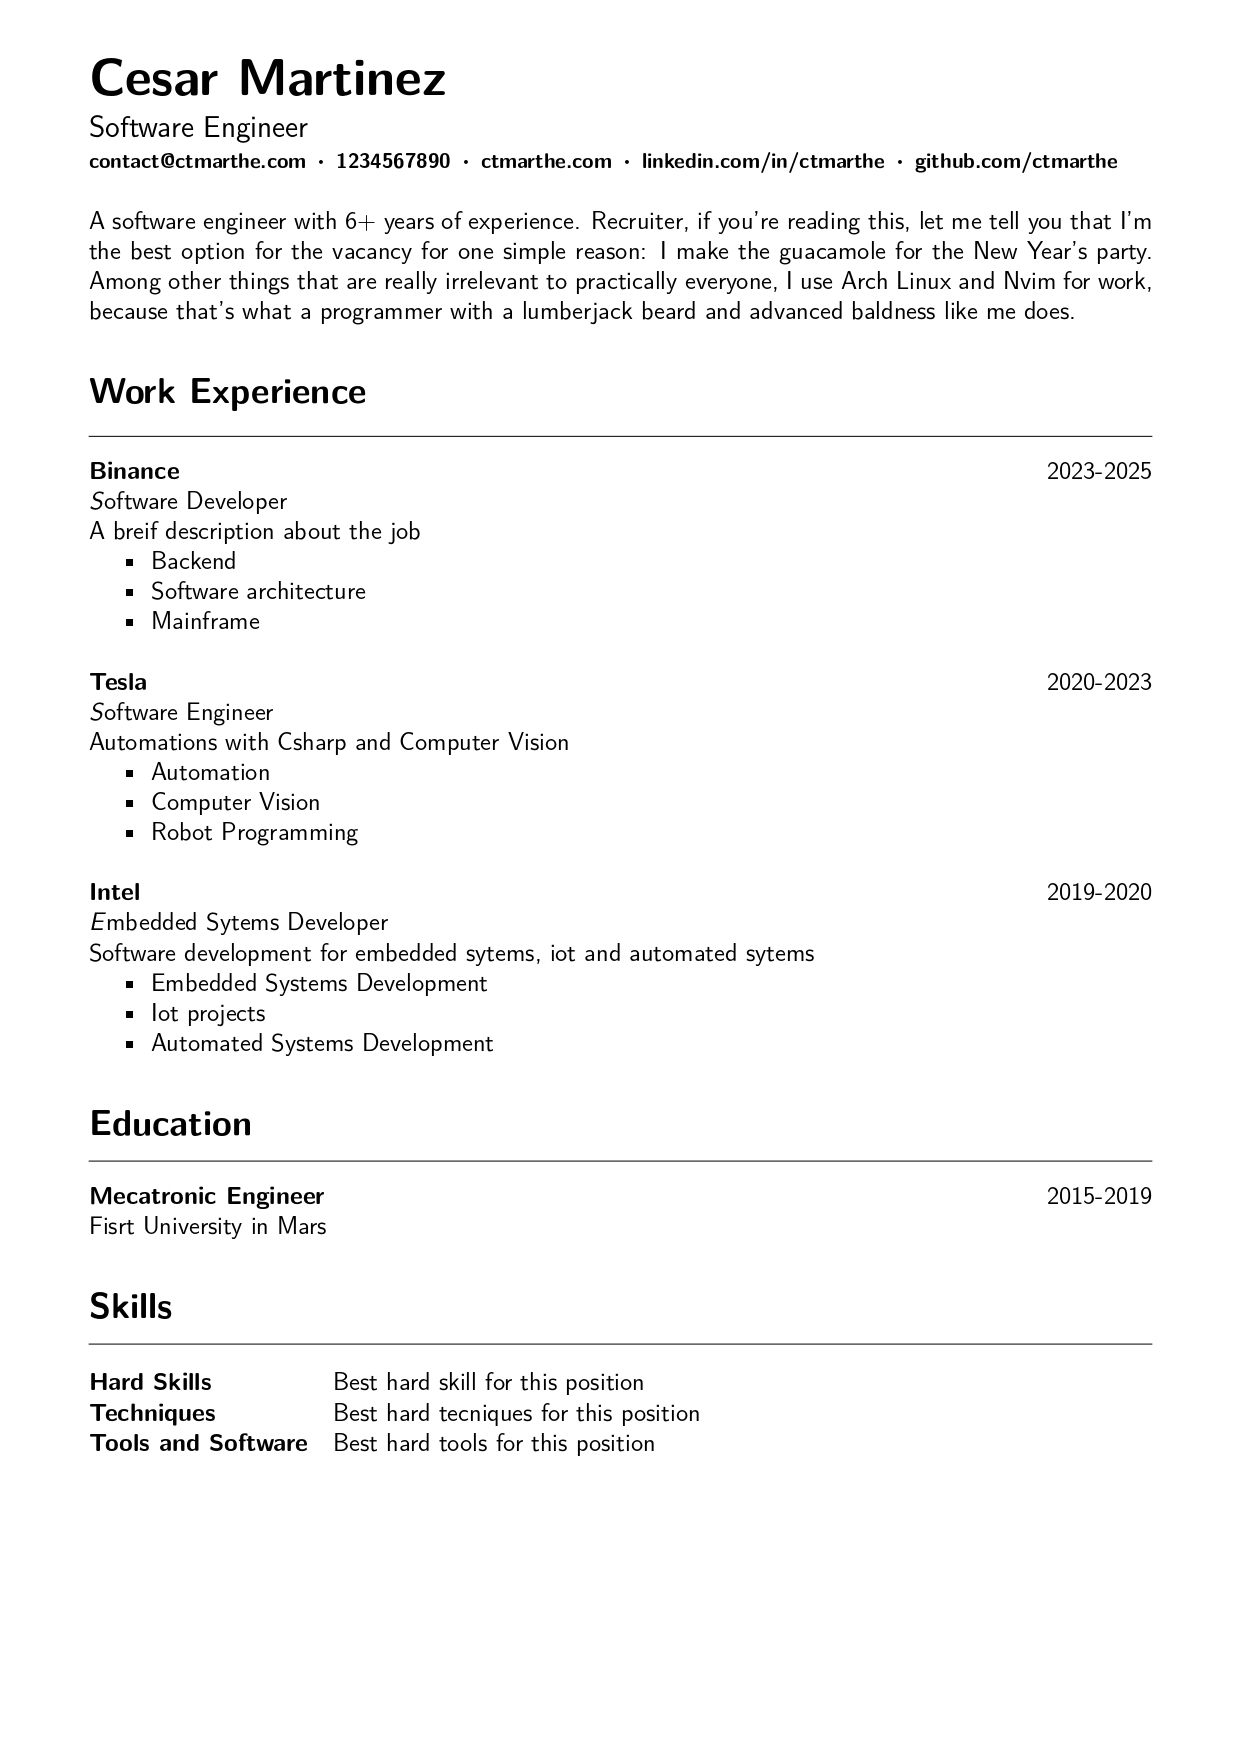 Cesar Martinez
Software Engineer
contact@ctmarthe.com • 1234567890 • ctmarthe.com • linkedin.com/in/ctmarthe • github.com/ctmarthe
A software engineer with 6+ years of experience. Recruiter, if you're reading this, let me tell you that I'm
the best option for the vacancy for one simple reason: I make the guacamole for the New Year's party.
Among other things that are really irrelevant to practically everyone, I use Arch Linux and Nvim for work,
because that's what a programmer with a lumberjack beard and advanced baldness like me does.
Work Experience
Binance 2023-2025
Software Developer
A breif description about the job
▪ Backend
▪ Software architecture
▪ Mainframe
Tesla 2020-2023
Software Engineer
Automations with Csharp and Computer Vision
▪ Automation
▪ Computer Vision
▪ Robot Programming
Intel 2019-2020
Embedded Sytems Developer
Software development for embedded sytems, iot and automated sytems
▪ Embedded Systems Development
▪ Iot projects
▪ Automated Systems Development
Education
Mecatronic Engineer 2015-2019
Fisrt University in Mars
Skills
Hard Skills Best hard skill for this position
Techniques Best hard tecniques for this position
Tools and Software Best hard tools for this position